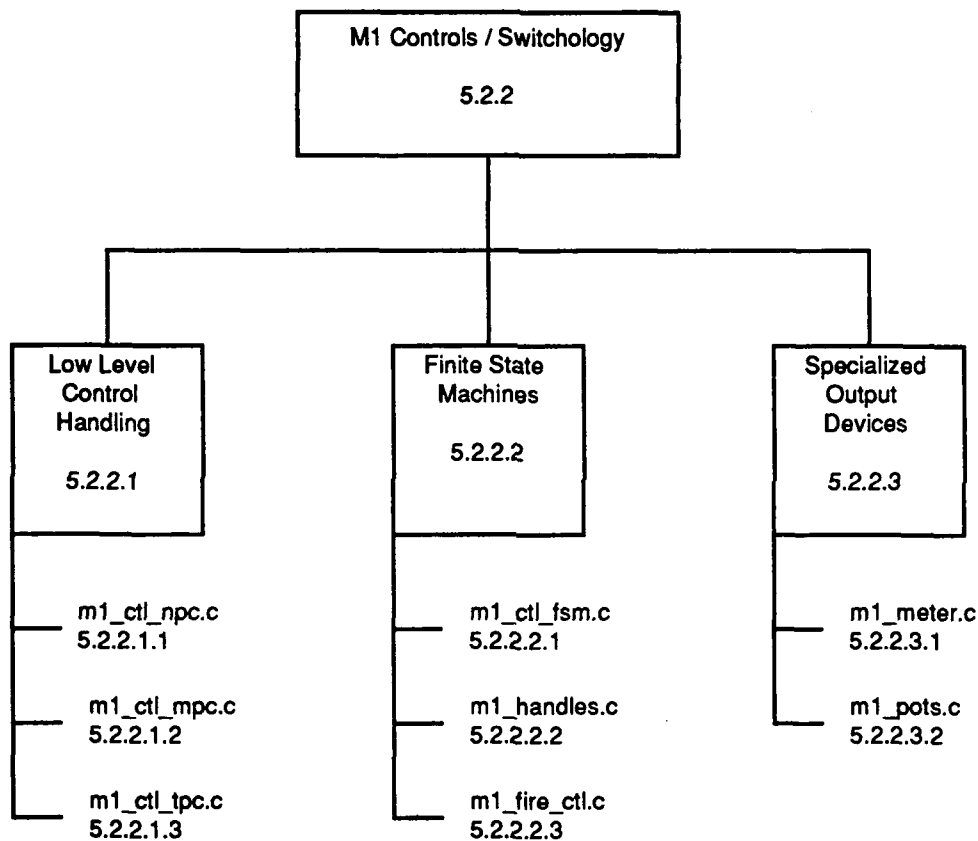 M1 Controls / Switchology
5.2.2
Low Level
Control
Handling
5.2.2.1
m1_ctl_npc.c
5.2.2.1.1
m1_ctl_mpc.c
5.2.2.1.2
m1_ctl_tpc.c
5.2.2.1.3
Finite State
Machines
5.2.2.2
m1_ctl_fsm.c
5.2.2.2.1
m1_handles.c
5.2.2.2.2
m1_fire_ctl.c
5.2.2.2.3
Specialized
Output
Devices
5.2.2.3
m1_meter.c
5.2.2.3.1
m1_pots.c
5.2.2.3.2